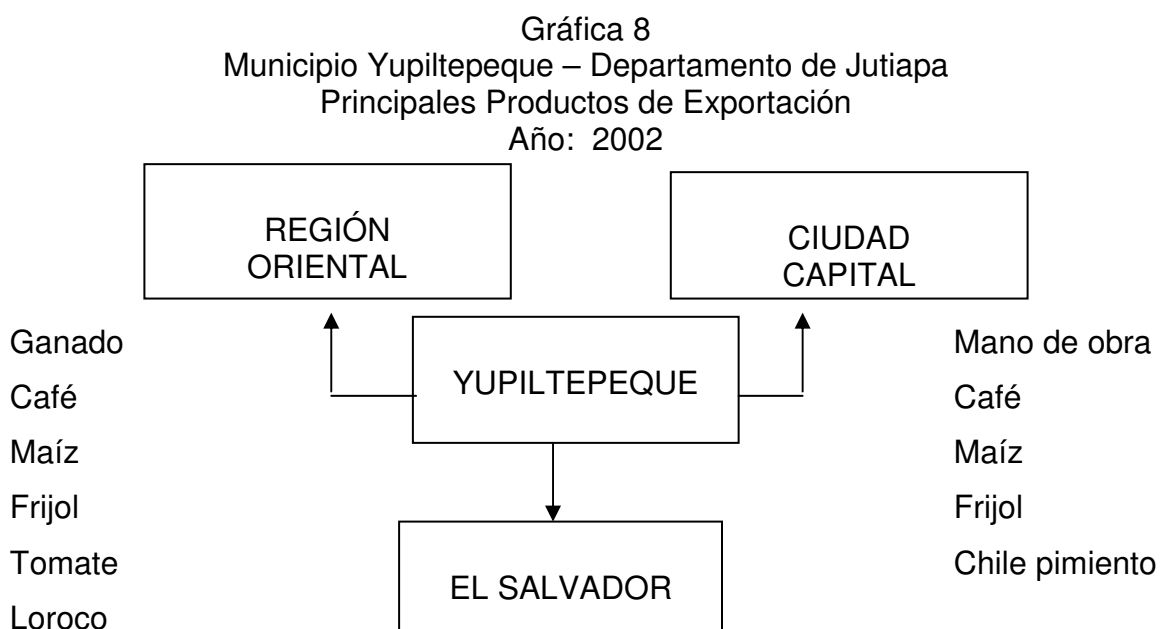 Gráfica 8
Municipio Yupiltepeque – Departamento de Jutiapa
Principales Productos de Exportación
Año:  2002
REGIÓN
ORIENTAL
CIUDAD
CAPITAL
YUPILTEPEQUE
EL SALVADOR
Ganado
Café
Maíz
Frijol
Tomate
Loroco
Mano de obra
Café
Maíz
Frijol
Chile pimiento